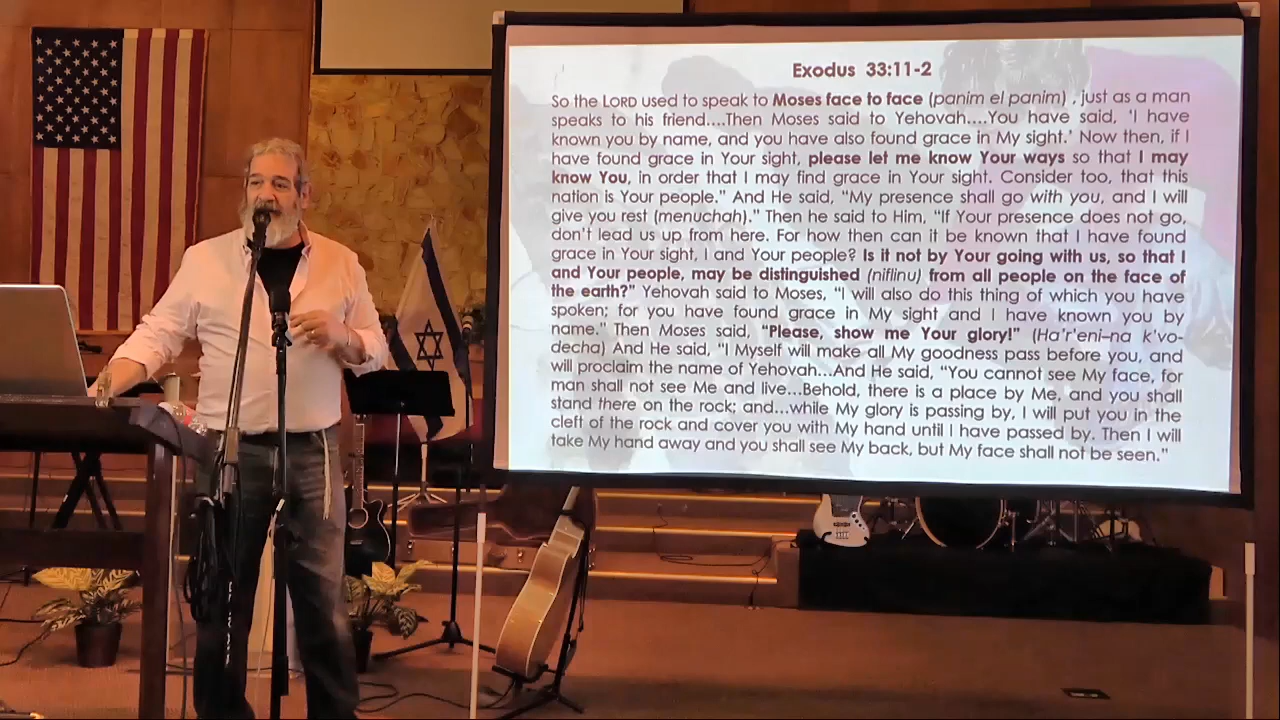 Exodus 33:11-2
So the LORD used to speak to Moses face to face (panim el panim) , just as a man
speaks to his friend....Then Moses said to Yehovah....You have said, 'I have
known you by name, and you have also found grace in My sight.' Now then, if I
have found grace in Your sight, please let me know Your ways so that I may
know You, in order that I may find grace in Your sight. Consider too, that this
nation is Your people." And He said, "My presence shall go with you, and I will
give you rest (menuchah)." Then he said to Him, "If Your presence does not go,
don't lead us up from here. For how then can it be known that I have found
grace in Your sight, I and Your people? Is it not by Your going with us, so that I
and Your people, may be distinguished (niflinu) from all people on the face of
the earth?" Yehovah said to Moses, "I will also do this thing of which you have
spoken; for you have found grace in My sight and I have known you by
name." Then Moses said, "Please, show me Your glory!" (Ha'r'eni–na k'vo-
decha) And He said, "I Myself will make all My goodness pass before you, and
will proclaim the name of Yehovah...And He said, "You cannot see My face, for
man shall not see Me and live...Behold, there is a place by Me, and you shall
stand there on the rock; and...while My glory is passing by, I will put you in the
cleft of the rock and cover you with My hand until I have passed by. Then I will
take My hand away and you shall see My back, but My face shall not be seen."